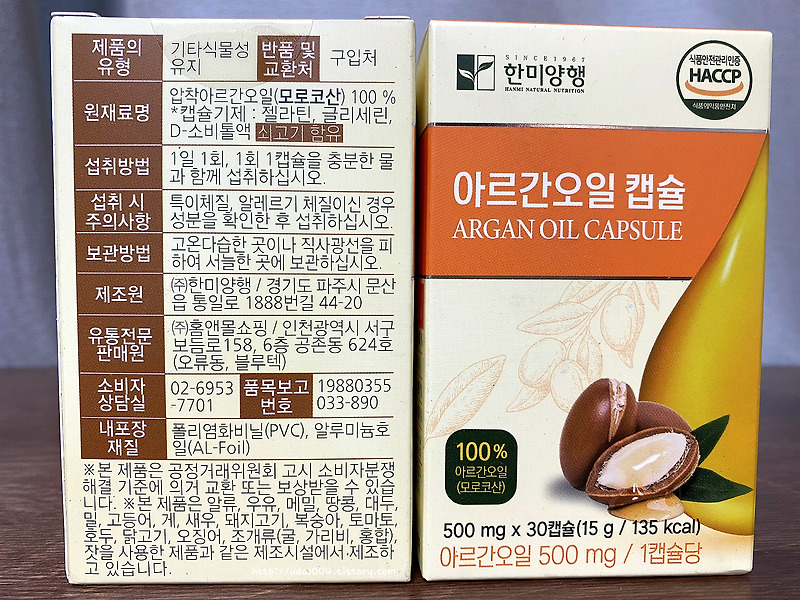 제품의
유형
기타식물성
유지
반품 및
교환처
구입처
원재료명
압착아르간오일(모로코산) 100 %
*캡슐기제 : 젤라틴, 글리세린,
D-소비톨액 쇠고기 함유
섭취방법
1일 1회, 1회 1캡슐을 충분한 물
과 함께 섭취하십시오.
섭취 시
주의사항
특이체질, 알레르기 체질이신 경우
성분을 확인한 후 섭취하십시오.
보관방법
고온다습한 곳이나 직사광선을 피
하여 서늘한 곳에 보관하십시오.
제조원
㈜한미양행 / 경기도 파주시 문산
읍 통일로 1888번길 44-20
유통전문
판매원
㈜홈앤몰쇼핑 / 인천광역시 서구
보듬로158, 6층 공존동 624호
(오류동, 블루텍)
소비자
상담실
02-6953
-7701
품목보고
번호
19880355
033-890
내포장
재질
폴리염화비닐(PVC), 알루미늄호
일(AL-Foil)
※본 제품은 공정거래위원회 고시 소비자분쟁
해결 기준에 의거 교환 또는 보상받을 수 있습
니다. ※본 제품은 알류, 우유, 메밀, 땅콩, 대두,
밀, 고등어, 게, 새우, 돼지고기, 복숭아, 토마토,
호두, 닭고기, 오징어, 조개류(굴, 가리비, 홍합),
잣을 사용한 제품과 같은 제조시설에서 제조하
고 있습니다.
SINCE 1967
한미양행
HANMI NATURAL NUTRITION
식품안전관리인증
HACCP
식품의약품안전처
아르간오일 캡슐
ARGAN OIL CAPSULE
100%
아르간오일
(모로코산)
500 mg x 30캡슐(15 g / 135 kcal)
아르간오일 500 mg / 1캡슐당